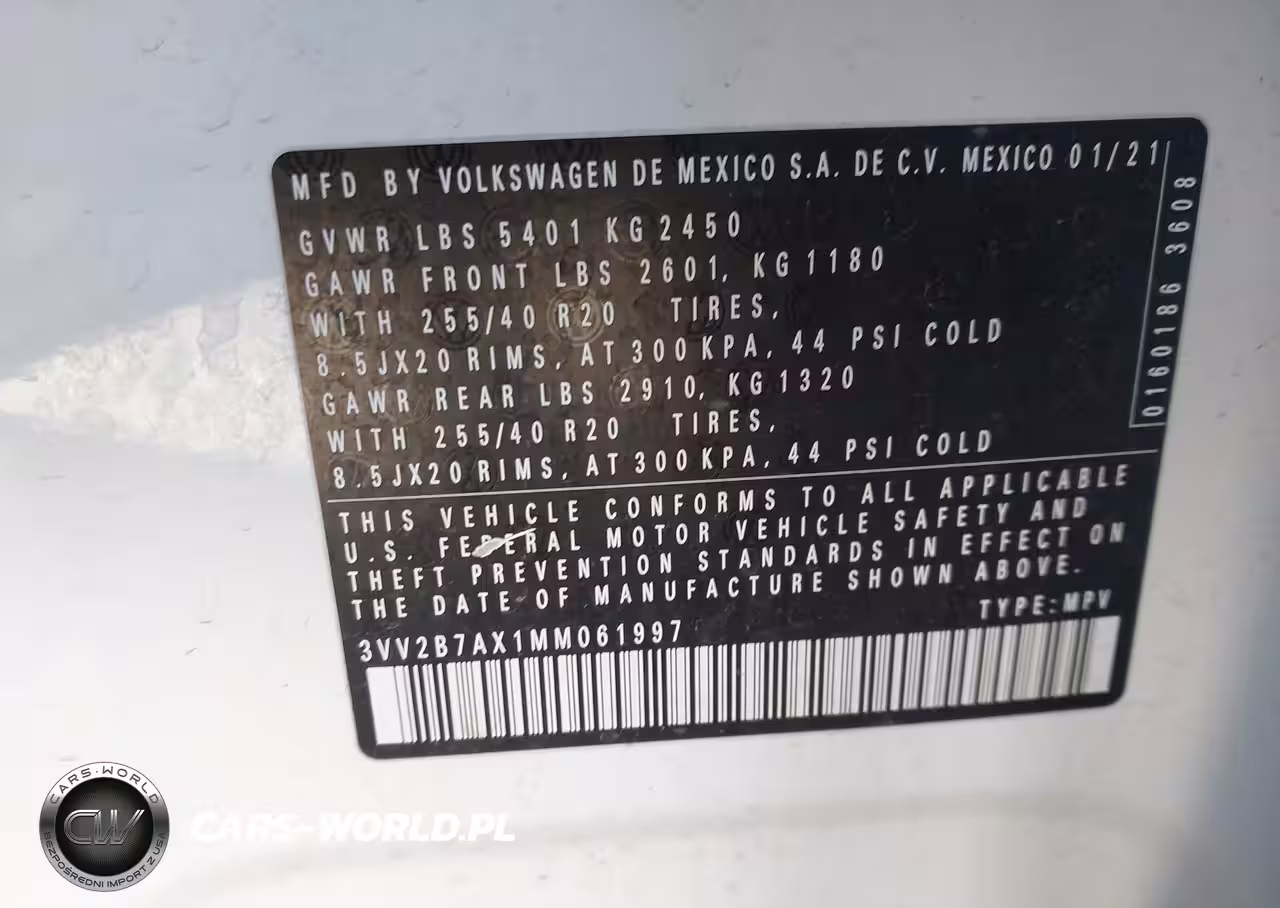 MFD BY VOLKSWAGEN DE MEXICO S.A. DE C.V. MEXICO 01/21
GVWR LBS 5401 KG 2450
GAWR FRONT LBS 2601, KG 1180
WITH 255/40 R20 TIRES,
8.5JX20 RIMS, AT 300 KPA, 44 PSI COLD
GAWR REAR LBS 2910, KG 1320
WITH 255/40 R20 TIRES,
8.5JX20 RIMS, AT 300 KPA, 44 PSI COLD
0160186 3608
THIS VEHICLE CONFORMS TO ALL APPLICABLE
U.S. FEDERAL MOTOR VEHICLE SAFETY AND
THEFT PREVENTION STANDARDS IN EFFECT ON
THE DATE OF MANUFACTURE SHOWN ABOVE.
TYPE: MPV
3VV2B7AX1MM061997
CARS-WORLD
CW
BEZPOŚREDNI IMPORT Z USA
CARS-WORLD.PL